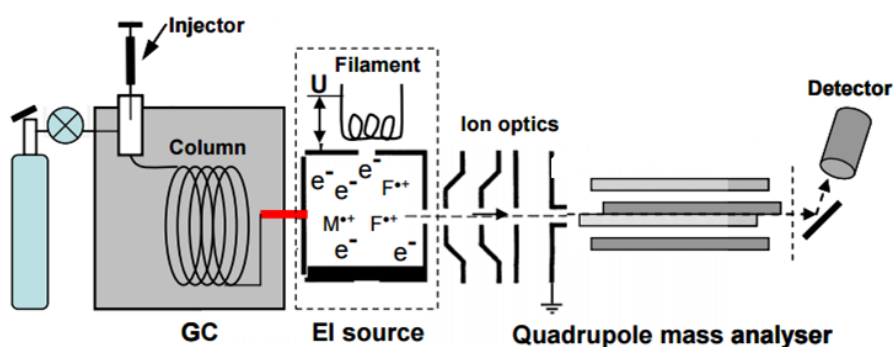 Injector
Filament
U
Detector
Column
Ion optics
e⁻ e⁻ e⁻ F•+
M•+ F•+
e⁻ e⁻
GC
EI source
Quadrupole mass analyser